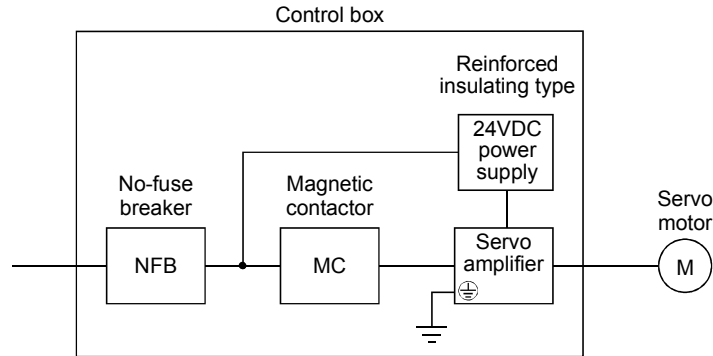 Control box
Reinforced
insulating type
24VDC
power
supply
No-fuse
breaker
Magnetic
contactor
Servo
motor
NFB
MC
Servo
amplifier
M